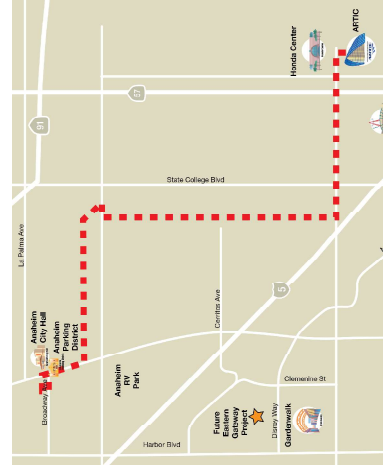 ARTIC
Honda Center
57
91
State College Blvd
La Palma Ave
5
Cerritos Ave
Anaheim
City Hall
Anaheim
Parking
District
Anaheim
RV
Park
Broadway Ave
Clementine St
Future
Eastern
Gateway
Project
Disney Way
Gardenwalk
Harbor Blvd